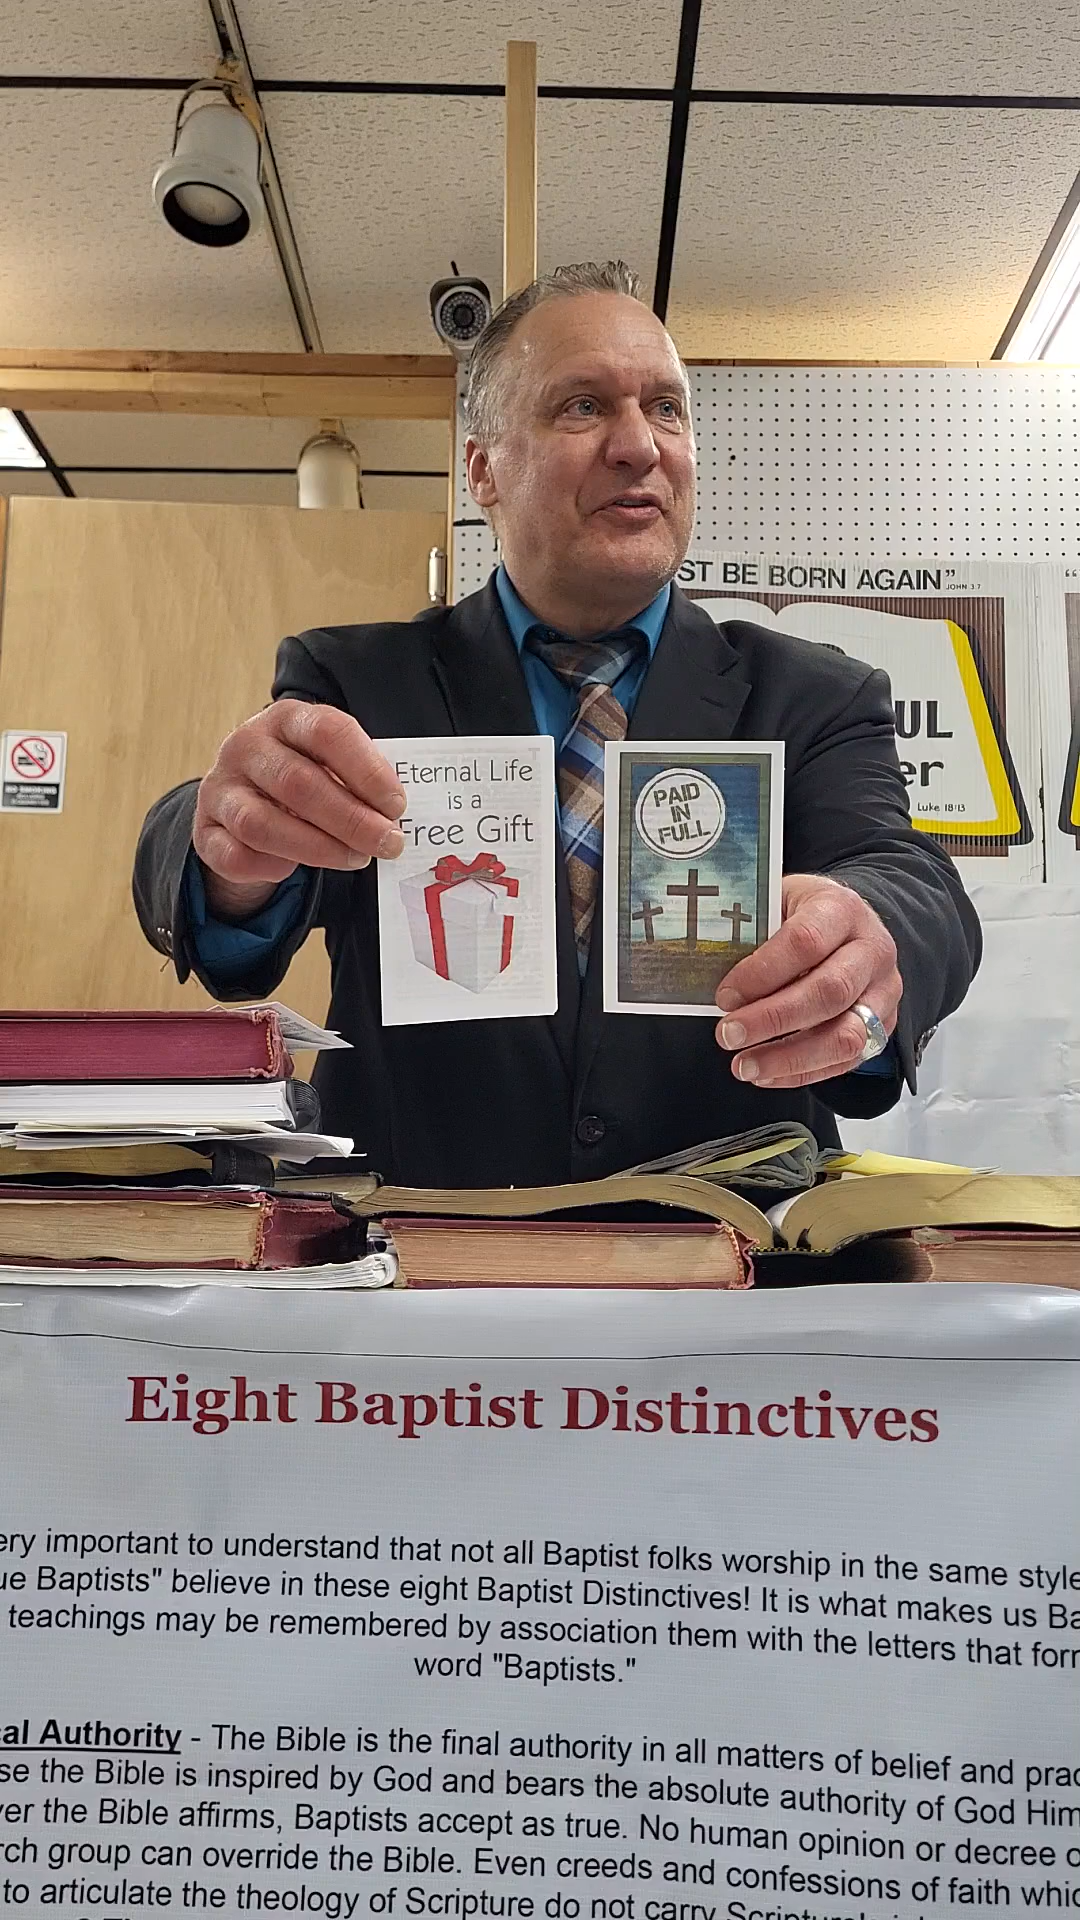 ST BE BORN AGAIN"
JOHN 3:7
UL
er
Luke 18:13
NO SMOKING
Eternal Life
is a
Free Gift
PAID
IN
FULL
Eight Baptist Distinctives
ery important to understand that not all Baptist folks worship in the same style
ue Baptists" believe in these eight Baptist Distinctives! It is what makes us Ba
teachings may be remembered by association them with the letters that for
word "Baptists."
al Authority - The Bible is the final authority in all matters of belief and prac
se the Bible is inspired by God and bears the absolute authority of God Him
ver the Bible affirms, Baptists accept as true. No human opinion or decree o
rch group can override the Bible. Even creeds and confessions of faith whic
to articulate the theology of Scripture do not carry